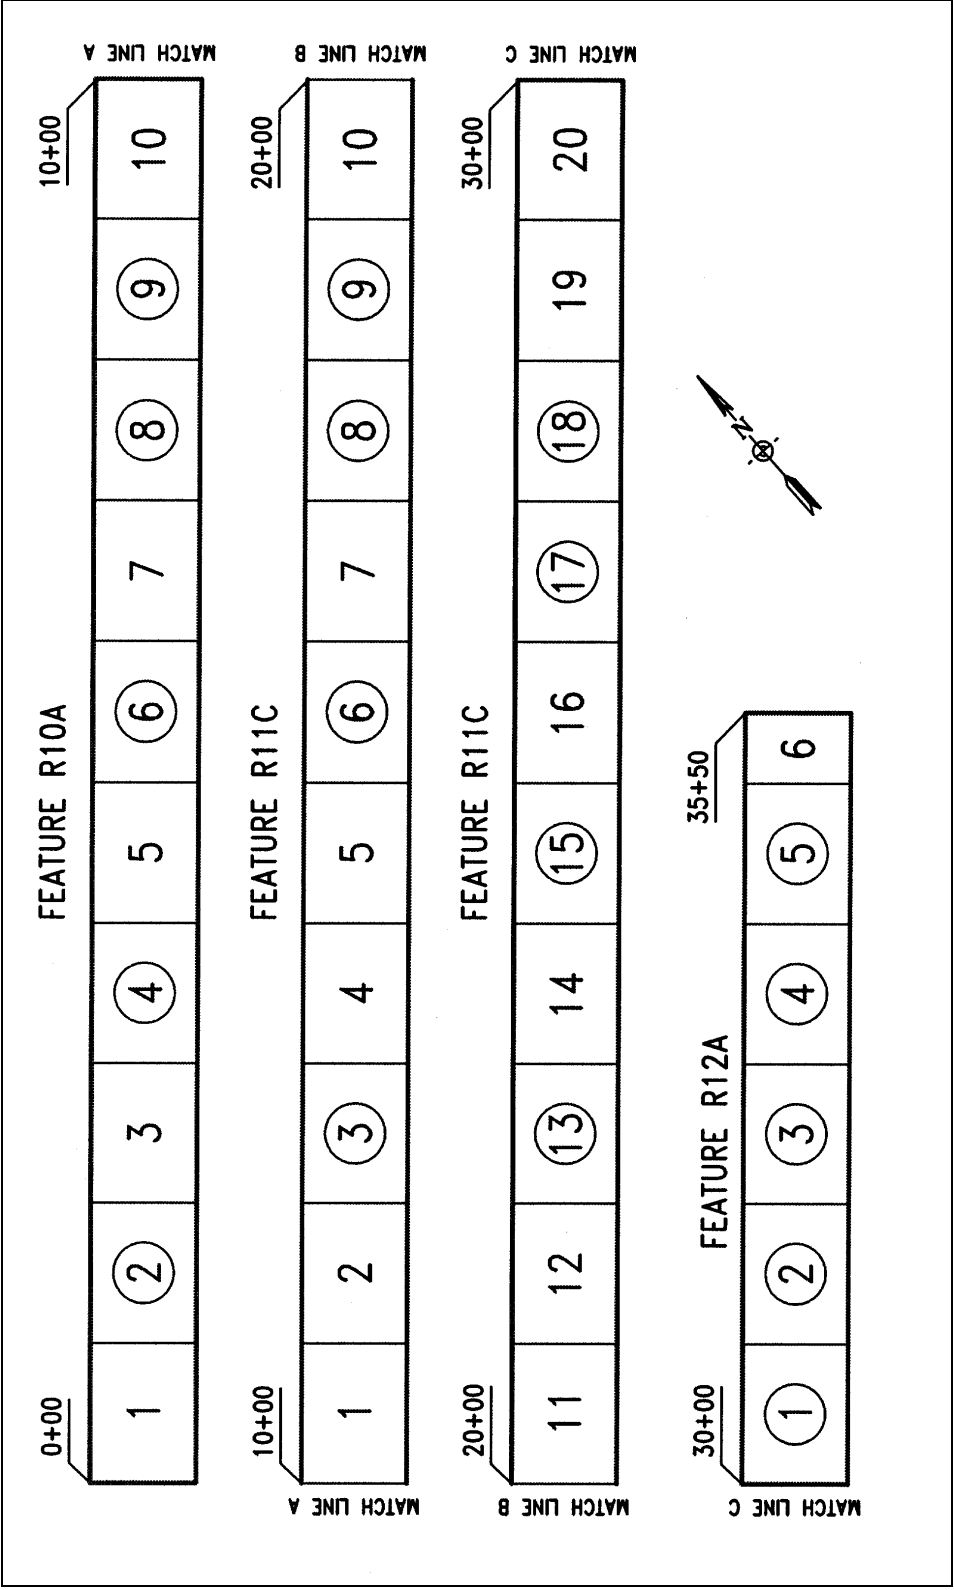 FEATURE R10A
0+00
10+00
1 2 3 4 5 6 7 8 9 10
MATCH LINE A
FEATURE R11C
10+00
20+00
MATCH LINE A
1 2 3 4 5 6 7 8 9 10
MATCH LINE B
FEATURE R11C
20+00
30+00
MATCH LINE B
11 12 13 14 15 16 17 18 19 20
MATCH LINE C
FEATURE R12A
30+00
35+50
MATCH LINE C
1 2 3 4 5 6
N